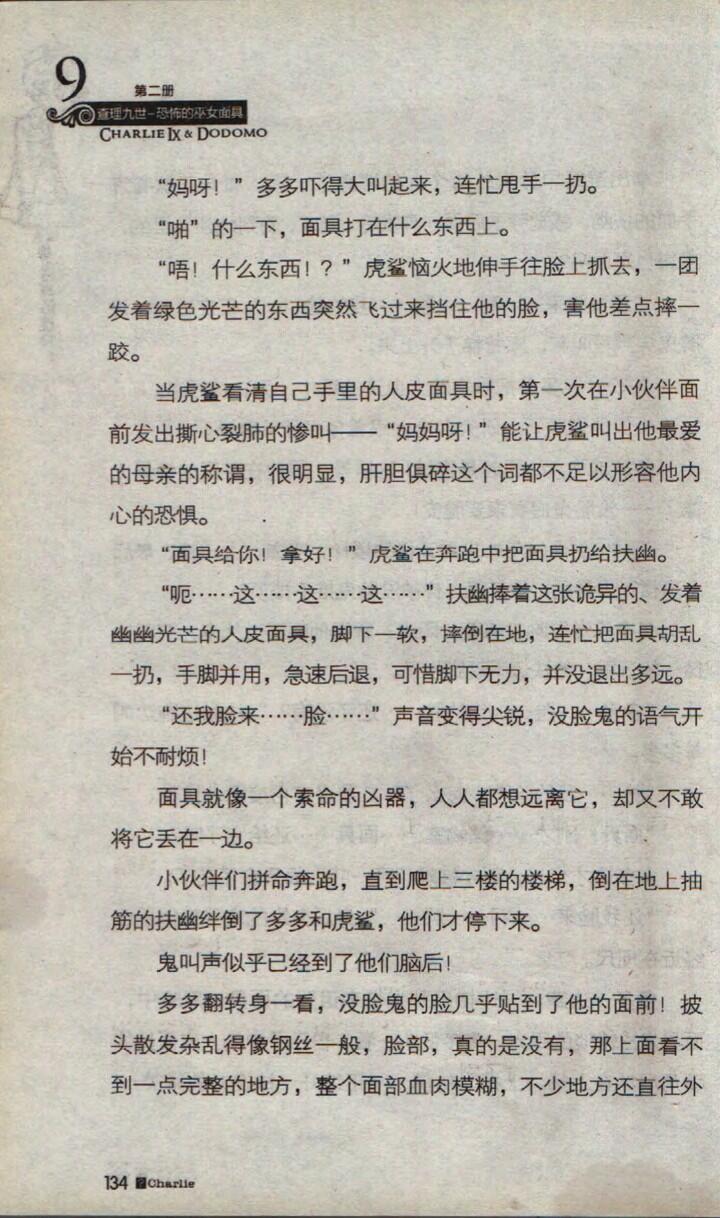 9
第二册
查理九世-恐怖的巫女面具
CHARLIE IX & DODOMO
“妈呀！”多多吓得大叫起来，连忙甩手一扔。
“啪”的一下，面具打在什么东西上。
“唔！什么东西！？”虎鲨恼火地伸手往脸上抓去，一团
发着绿色光芒的东西突然飞过来挡住他的脸，害他差点摔一
跤。
当虎鲨看清自己手里的人皮面具时，第一次在小伙伴面
前发出撕心裂肺的惨叫——“妈妈呀！”能让虎鲨叫出他最爱
的母亲的称谓，很明显，肝胆俱碎这个词都不足以形容他内
心的恐惧。
“面具给你！拿好！”虎鲨在奔跑中把面具扔给扶幽。
“呃……这……这……这……”扶幽捧着这张诡异的、发着
幽幽光芒的人皮面具，脚下一软，摔倒在地，连忙把面具胡乱
一扔，手脚并用，急速后退，可惜脚下无力，并没退出多远。
“还我脸来……脸……”声音变得尖锐，没脸鬼的语气开
始不耐烦！
面具就像一个索命的凶器，人人都想远离它，却又不敢
将它丢在一边。
小伙伴们拼命奔跑，直到爬上三楼的楼梯，倒在地上抽
筋的扶幽绊倒了多多和虎鲨，他们才停下来。
鬼叫声似乎已经到了他们脑后！
多多翻转身一看，没脸鬼的脸几乎贴到了他的面前！披
头散发杂乱得像钢丝一般，脸部，真的是没有，那上面看不
到一点完整的地方，整个面部血肉模糊，不少地方还直往外
134 Charlie